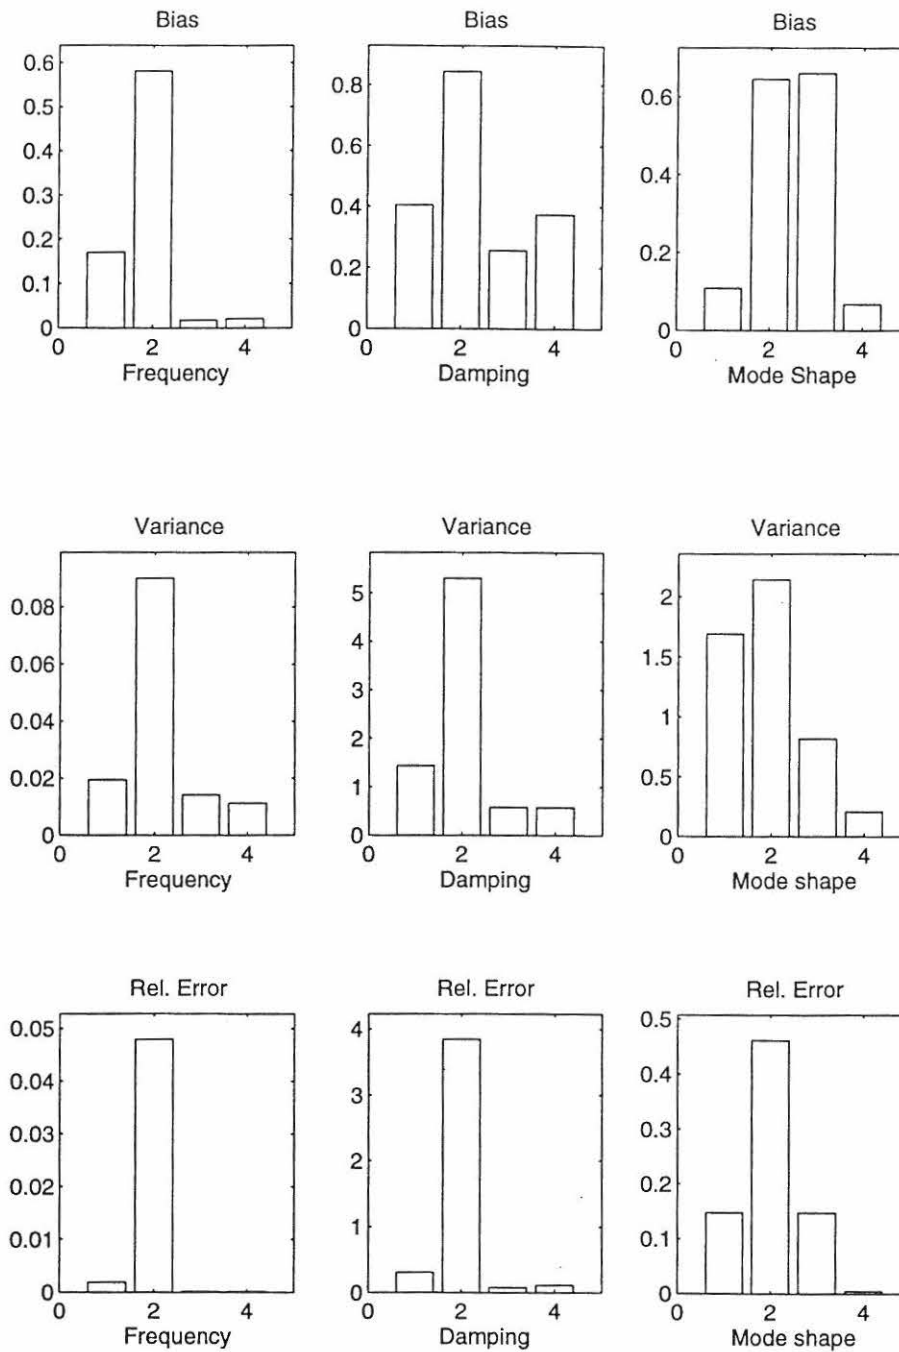 Bias
0.6
0.5
0.4
0.3
0.2
0.1
0
0 2 4
Frequency
Bias
0.8
0.6
0.4
0.2
0
0 2 4
Damping
Bias
0.6
0.4
0.2
0
0 2 4
Mode Shape
Variance
0.08
0.06
0.04
0.02
0
0 2 4
Frequency
Variance
5
4
3
2
1
0
0 2 4
Damping
Variance
2
1.5
1
0.5
0
0 2 4
Mode shape
Rel. Error
0.05
0.04
0.03
0.02
0.01
0
0 2 4
Frequency
Rel. Error
4
3
4
1
0
0 2 4
Damping
Rel. Error
0.5
0.4
0.3
0.2
0.1
0
0 2 4
Mode shape